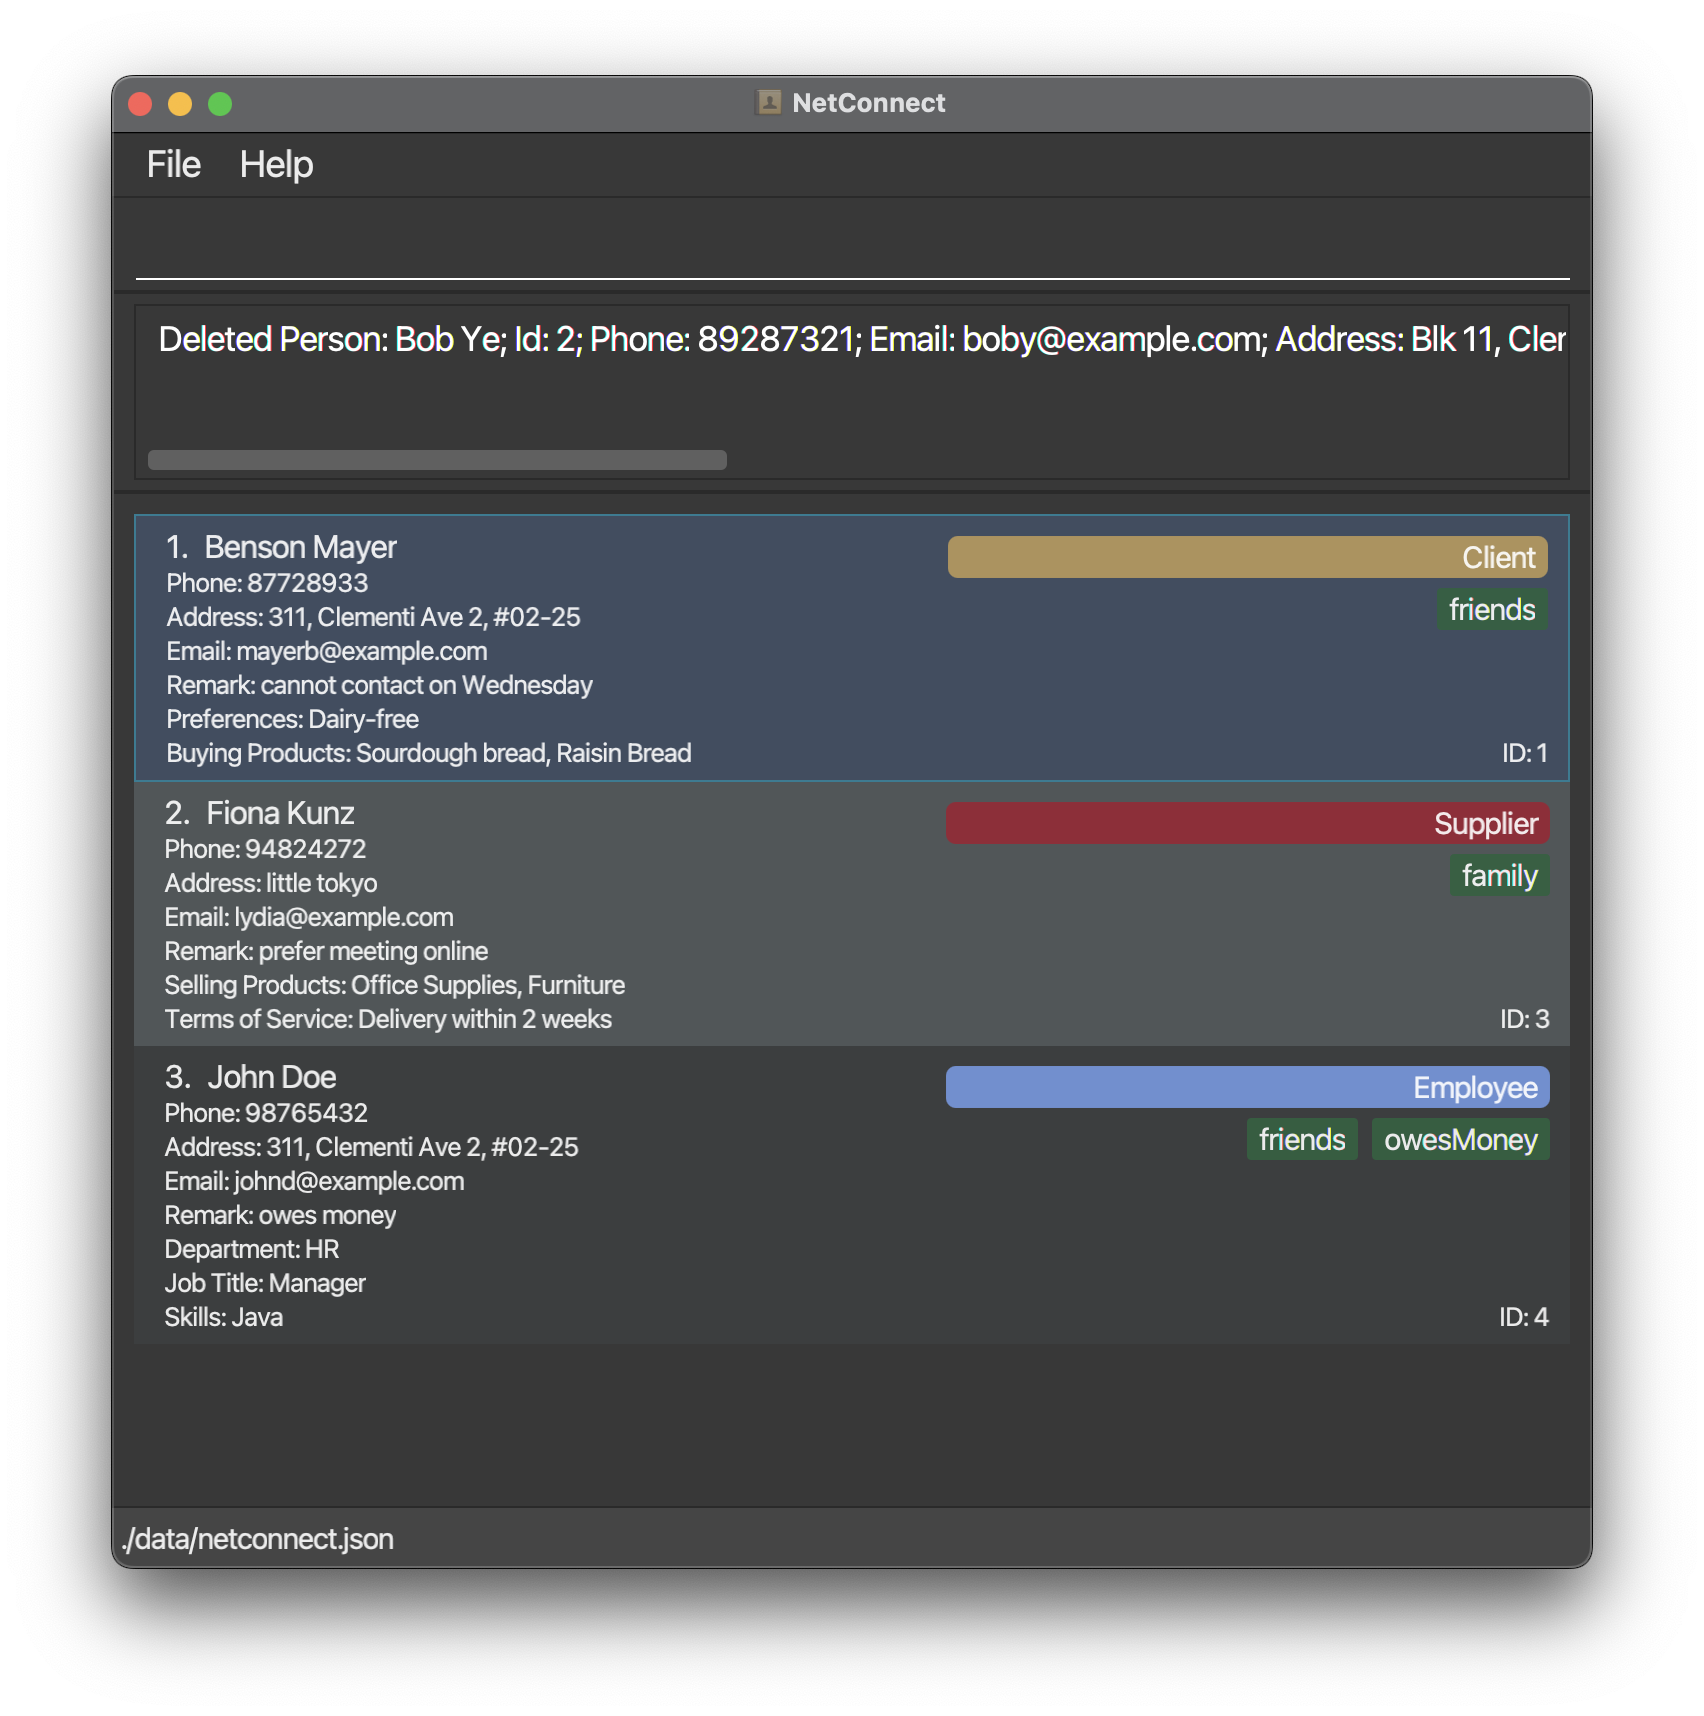 NetConnect
File Help
Deleted Person: Bob Ye; Id: 2; Phone: 89287321; Email: boby@example.com; Address: Blk 11, Cler
1. Benson Mayer
Client
Phone: 87728933
friends
Address: 311, Clementi Ave 2, #02-25
Email: mayerb@example.com
Remark: cannot contact on Wednesday
Preferences: Dairy-free
Buying Products: Sourdough bread, Raisin Bread
ID: 1
2. Fiona Kunz
Supplier
Phone: 94824272
family
Address: little tokyo
Email: lydia@example.com
Remark: prefer meeting online
Selling Products: Office Supplies, Furniture
Terms of Service: Delivery within 2 weeks
ID: 3
3. John Doe
Employee
Phone: 98765432
friends owesMoney
Address: 311, Clementi Ave 2, #02-25
Email: johnd@example.com
Remark: owes money
Department: HR
Job Title: Manager
Skills: Java
ID: 4
./data/netconnect.json